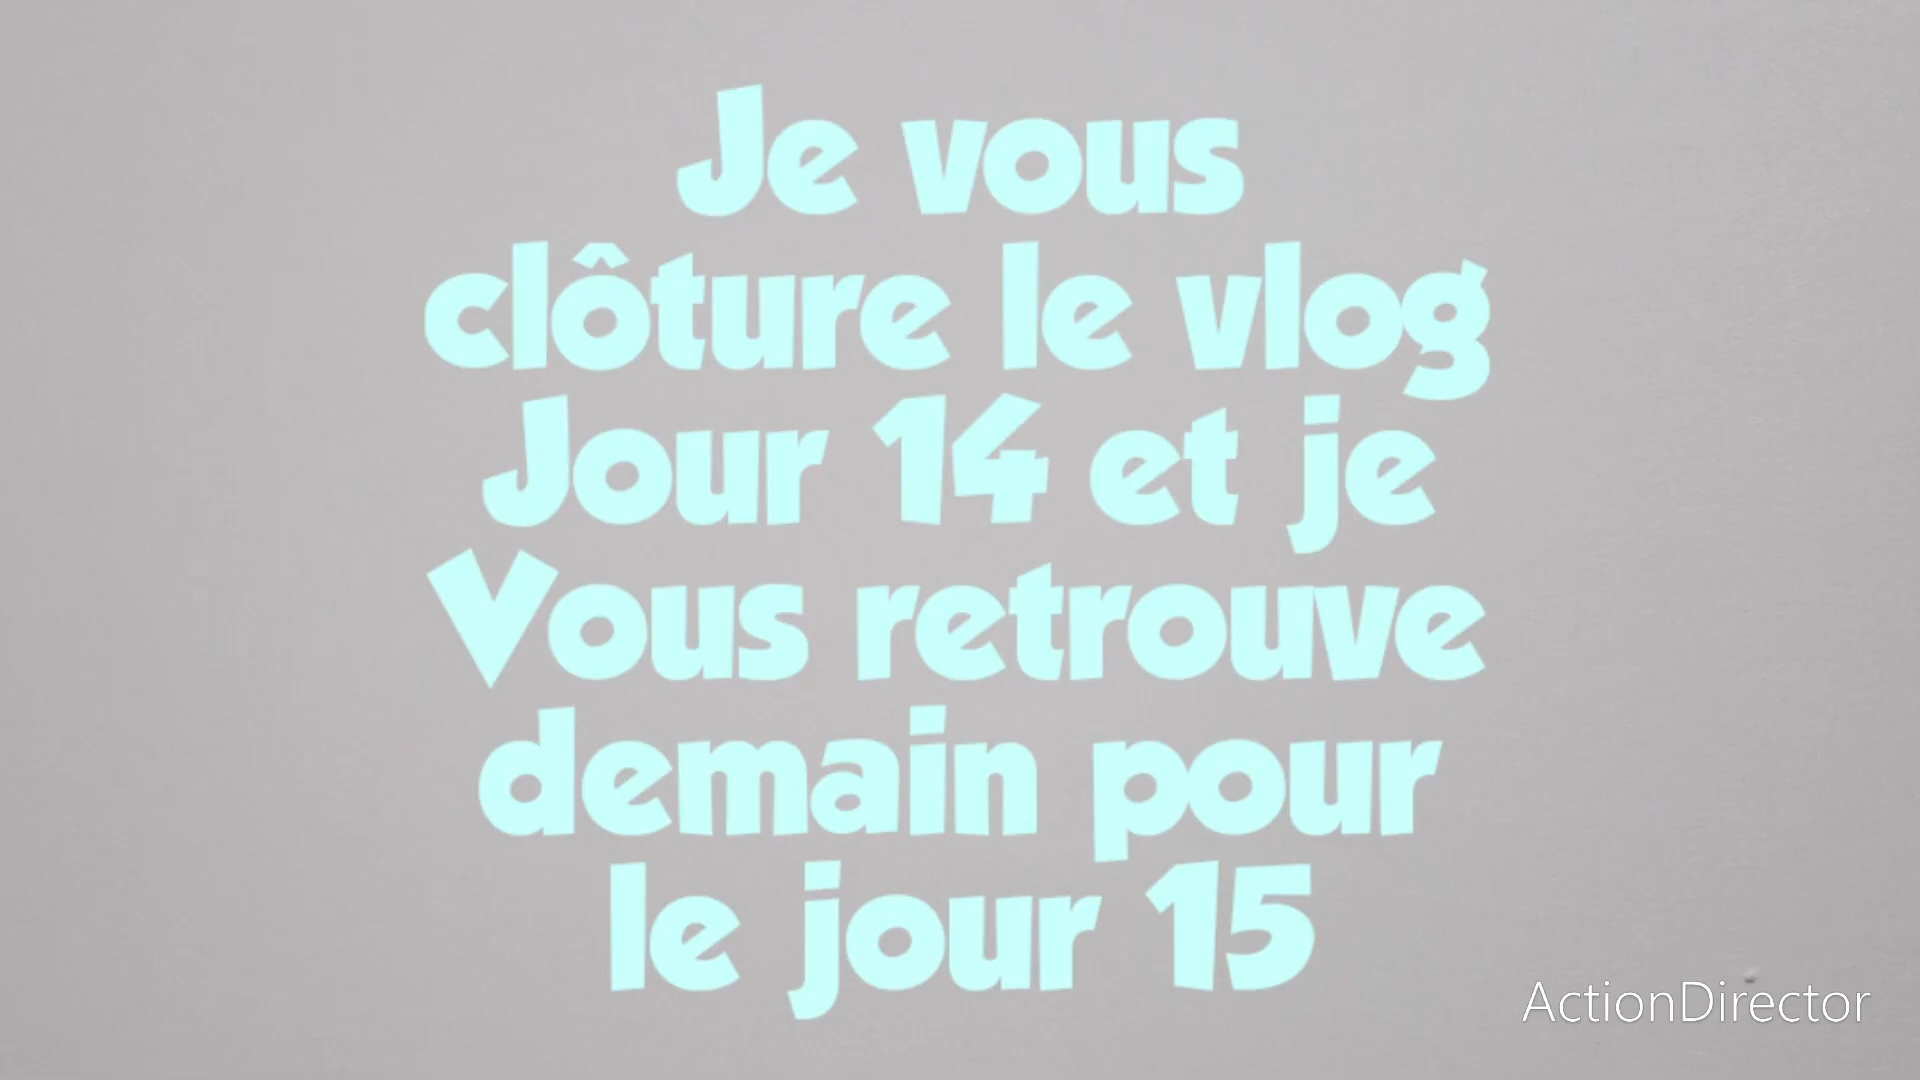 Je vous
clôture le vlog
Jour 14 et je
Vous retrouve
demain pour
le jour 15
ActionDirector